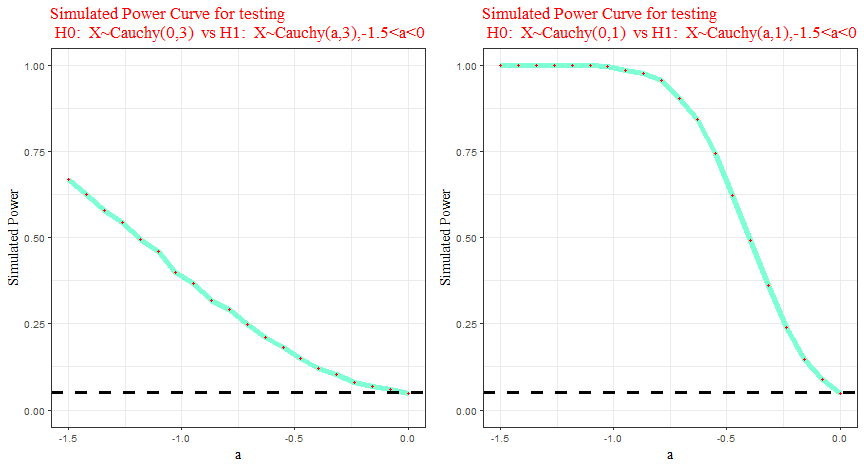 Simulated Power Curve for testing
H0: X~Cauchy(0,3) vs H1: X~Cauchy(a,3),-1.5<a<0
1.00
0.75
0.50
0.25
0.00
Simulated Power
-1.5 -1.0 -0.5 0.0
a
Simulated Power Curve for testing
H0: X~Cauchy(0,1) vs H1: X~Cauchy(a,1),-1.5<a<0
1.00
0.75
0.50
0.25
0.00
Simulated Power
-1.5 -1.0 -0.5 0.0
a